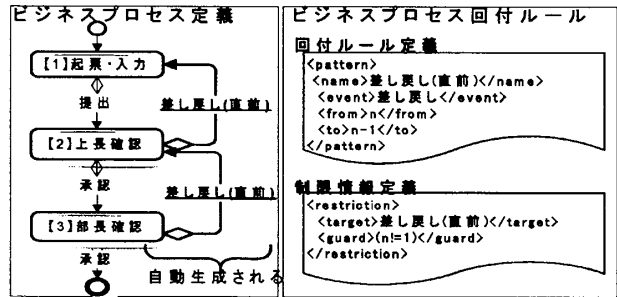 ビジネスプロセス定義
[1]起票・入力
提出
差し戻し(直前)
[2]上長確認
承認
差し戻し(直前)
[3]部長確認
承認
自動生成される
ビジネスプロセス回付ルール
回付ルール定義
<pattern>
<name>差し戻し(直前)</name>
<event>差し戻し</event>
<from>n</from>
<to>n-1</to>
</pattern>
制限情報定義
<restriction>
<target>差し戻し(直前)</target>
<guard>(n!=1)</guard>
</restriction>